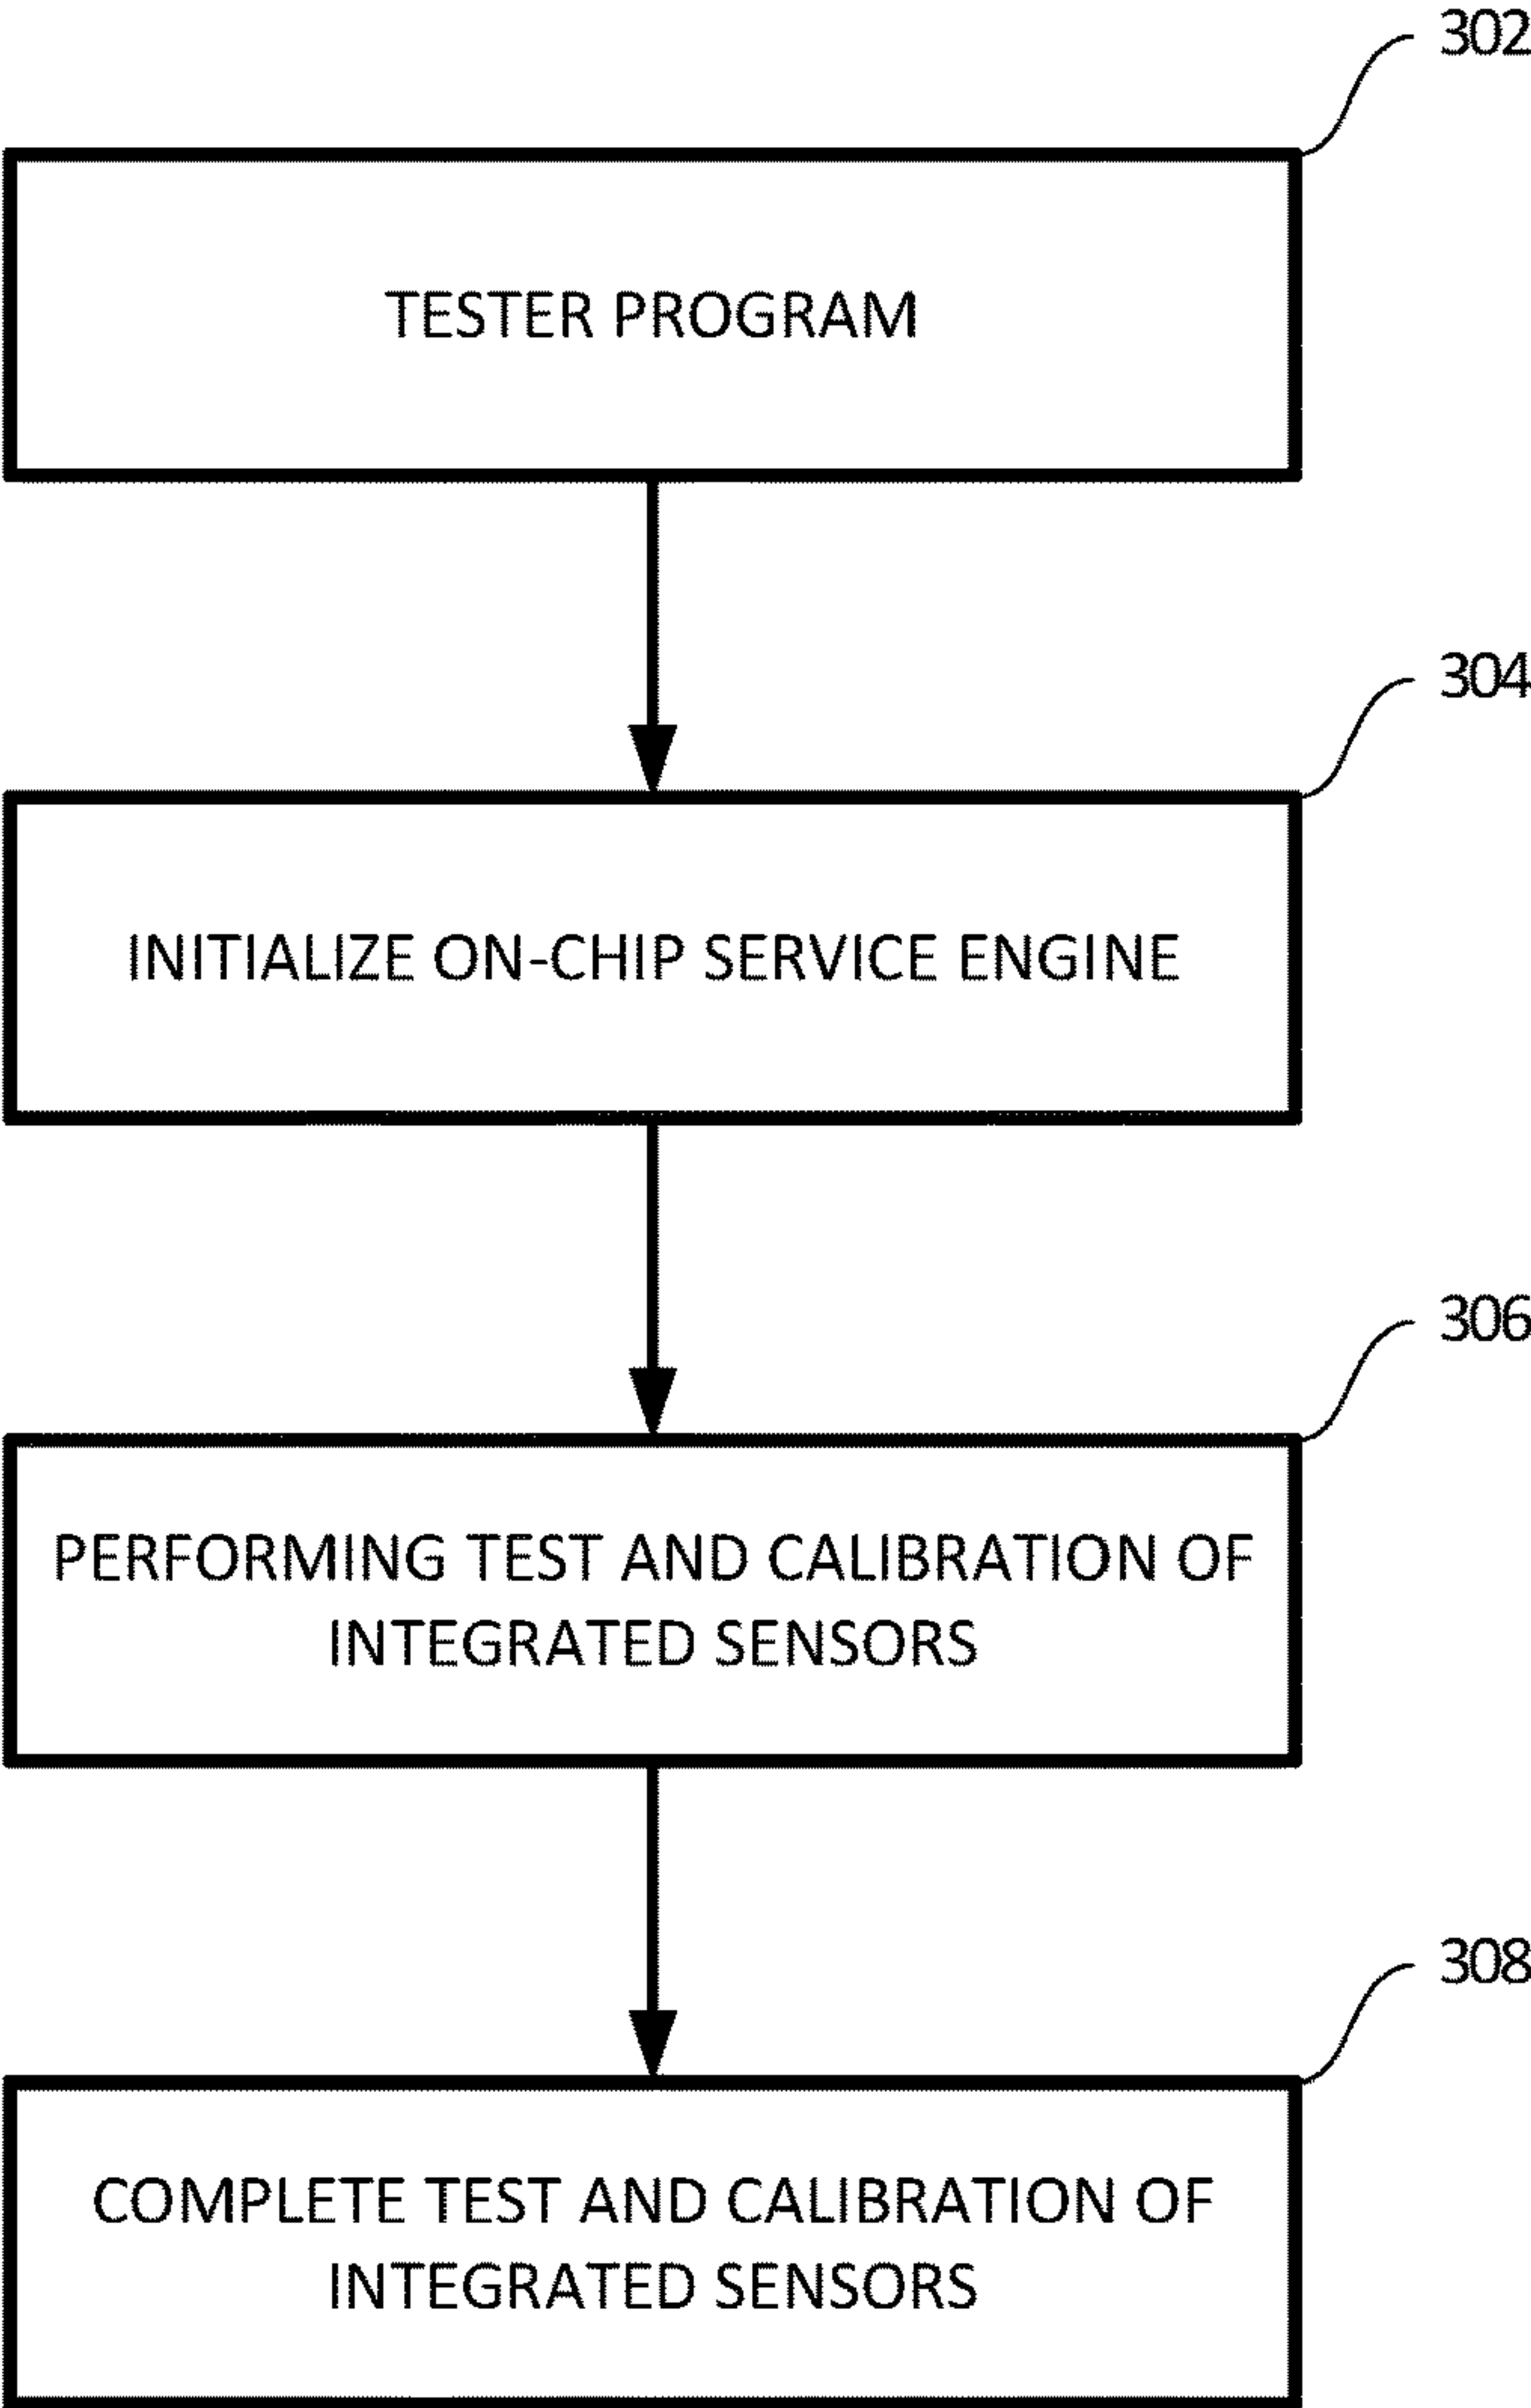 302
TESTER PROGRAM
304
INITIALIZE ON-CHIP SERVICE ENGINE
306
PERFORMING TEST AND CALIBRATION OF
INTEGRATED SENSORS
308
COMPLETE TEST AND CALIBRATION OF
INTEGRATED SENSORS